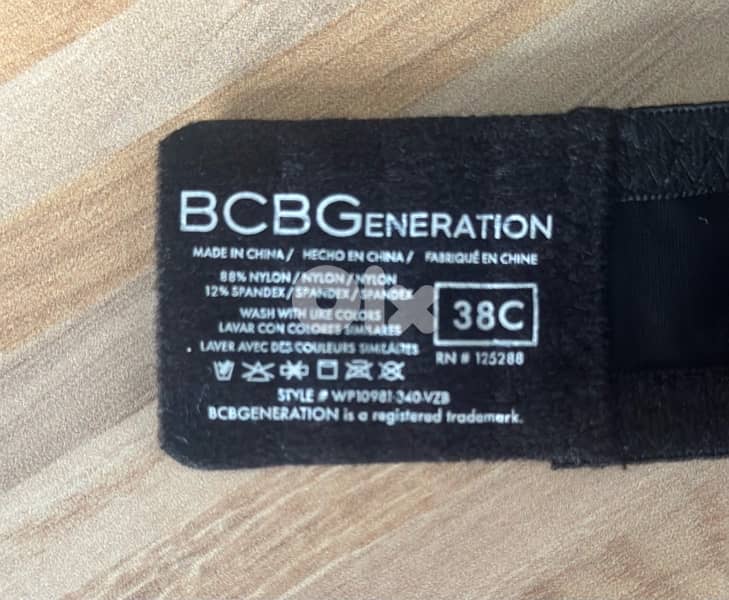 BCBGENERATION
MADE IN CHINA / HECHO EN CHINA / FABRIQUÉ EN CHINE
88% NYLON / NYLON / NYLON
12% SPANDEX / SPANDEX / SPANDEX
WASH WITH LIKE COLORS
LAVAR CON COLORES SIMILARES
LAVER AVEC DES COULEURS SIMILAIRES
38C
RN # 125288
STYLE # WP10981-340-VZB
BCBGENERATION is a registered trademark.
olx